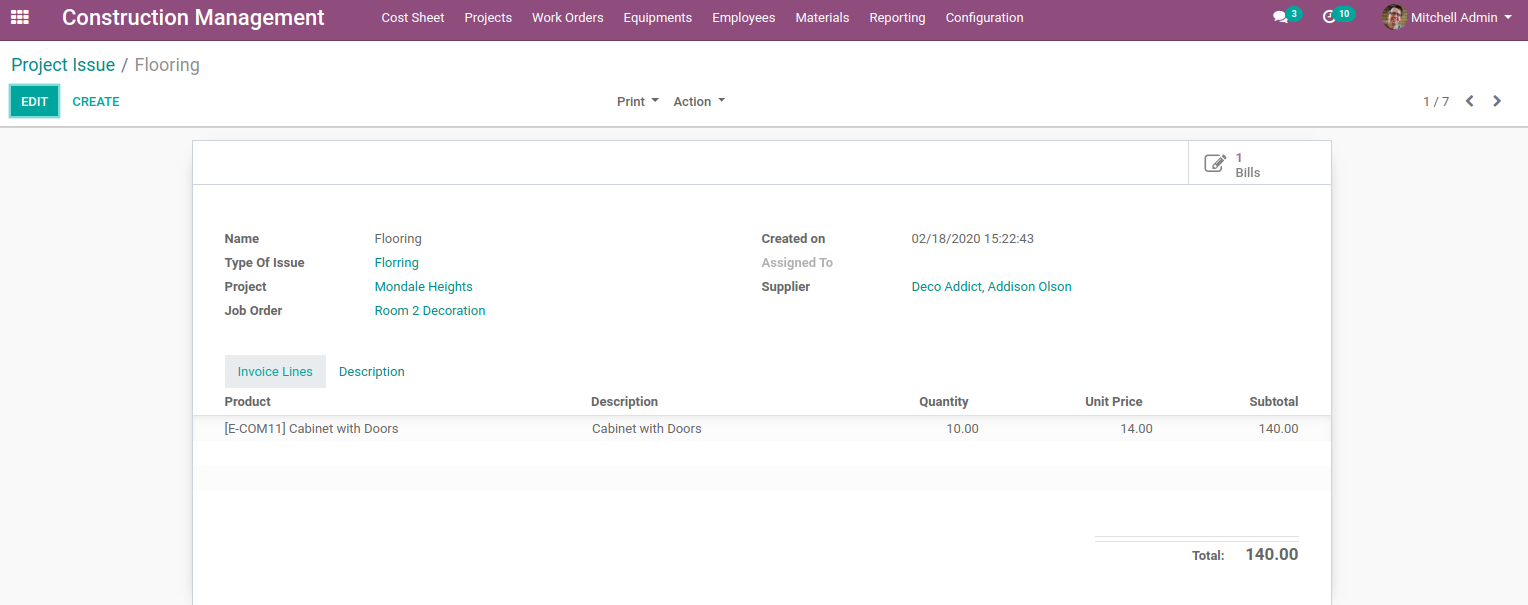 Construction Management Cost Sheet Projects Work Orders Equipments Employees Materials Reporting Configuration 3 10 Mitchell Admin
Project Issue / Flooring
EDIT CREATE Print Action 1 / 7
1
Bills
Name Flooring Created on 02/18/2020 15:22:43
Type Of Issue Florring Assigned To
Project Mondale Heights Supplier Deco Addict, Addison Olson
Job Order Room 2 Decoration
Invoice Lines Description
Product Description Quantity Unit Price Subtotal
[E-COM11] Cabinet with Doors Cabinet with Doors 10.00 14.00 140.00
Total: 140.00